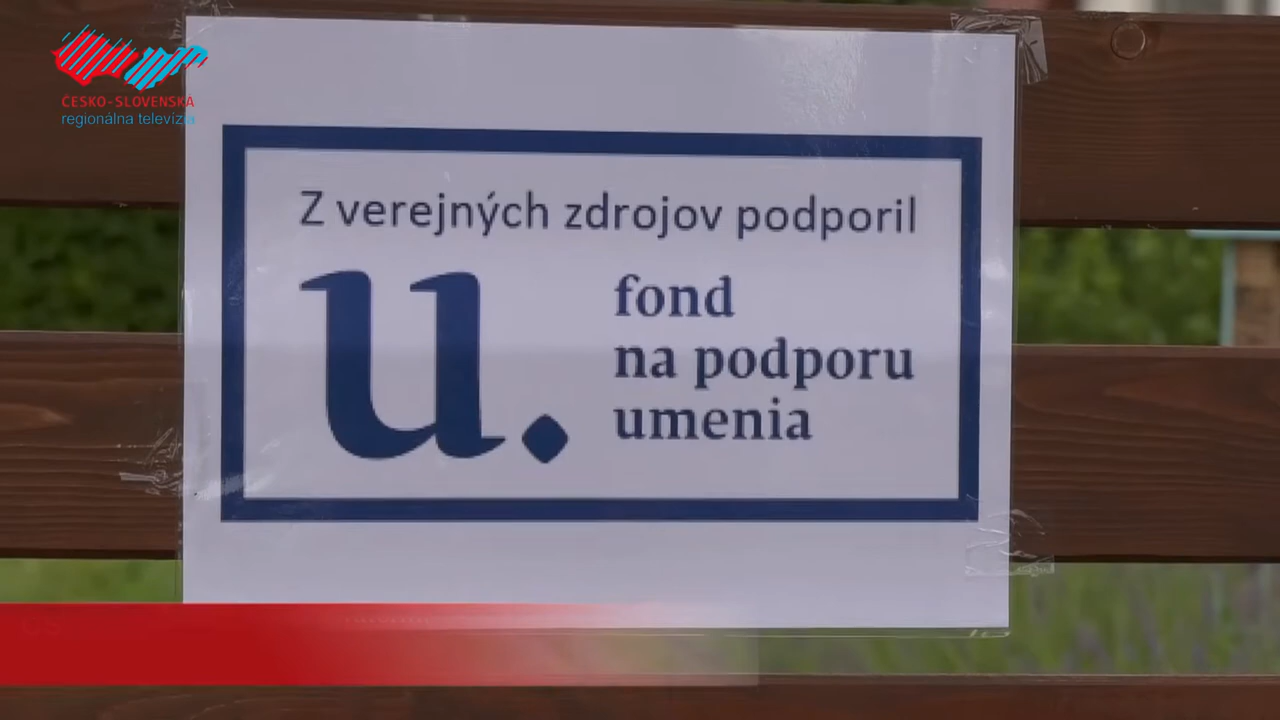 ČESKO-SLOVENSKÁ
regionálna televízia
Z verejných zdrojov podporil
u.
fond
na podporu
umenia